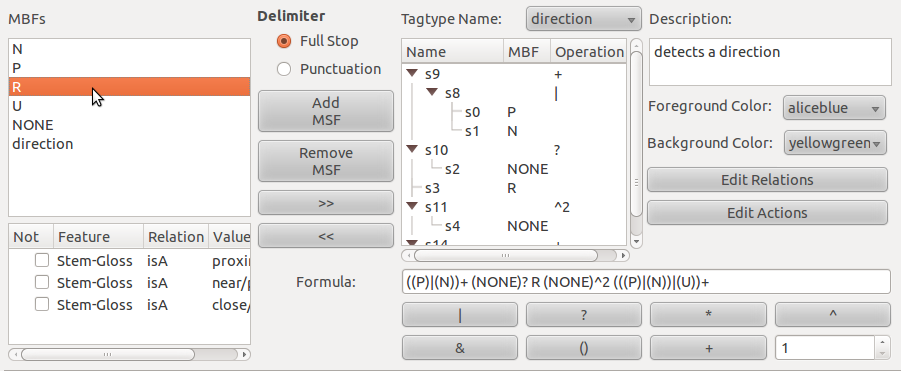 MBFs
N
P
R
U
NONE
direction
Not Feature Relation Value
Stem-Gloss isA proxi
Stem-Gloss isA near/p
Stem-Gloss isA close/
Delimiter
Full Stop
Punctuation
Add
MSF
Remove
MSF
>>
<<
Tagtype Name: direction
Name MBF Operation
s9 +
s8 |
s0 P
s1 N
s10 ?
s2 NONE
s3 R
s11 ^2
s4 NONE
s14 +
Description:
detects a direction
Foreground Color: aliceblue
Background Color: yellowgreen
Edit Relations
Edit Actions
Formula: ((P)|(N))+ (NONE)? R (NONE)^2 (((P)|(N))|(U))+
| ? * ^
& () + 1